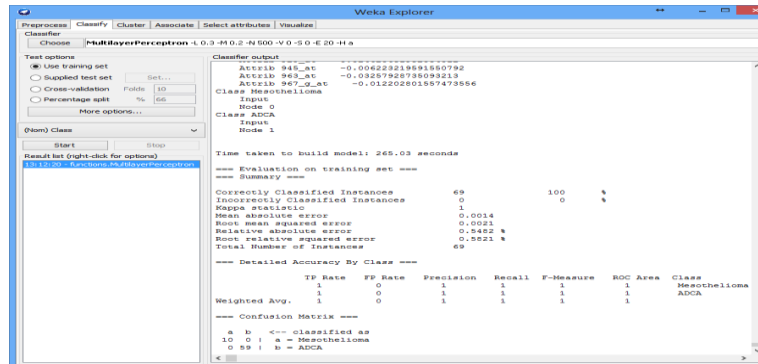 Weka Explorer
Preprocess Classify Cluster Associate Select attributes Visualize
Classifier
Choose MultilayerPerceptron -L 0.3 -M 0.2 -N 500 -V 0 -S 0 -E 20 -H a
Test options
Use training set
Supplied test set Set...
Cross-validation Folds 10
Percentage split % 66
More options...
(Nom) Class
Start Stop
Result list (right-click for options)
13:12:20 - functions.MultilayerPerceptron
Classifier output
Attrib 945_at -0.006223219591550792
Attrib 963_at -0.03257928735093213
Attrib 967_g_at -0.012202801557473556
Class Mesothelioma
Input
Node 0
Class ADCA
Input
Node 1
Time taken to build model: 265.03 seconds
=== Evaluation on training set ===
=== Summary ===
Correctly Classified Instances 69 100 %
Incorrectly Classified Instances 0 0 %
Kappa statistic 1
Mean absolute error 0.0014
Root mean squared error 0.0021
Relative absolute error 0.5482 %
Root relative squared error 0.5821 %
Total Number of Instances 69
=== Detailed Accuracy By Class ===
TP Rate FP Rate Precision Recall F-Measure ROC Area Class
1 0 1 1 1 1 Mesothelioma
1 0 1 1 1 1 ADCA
Weighted Avg. 1 0 1 1 1 1
=== Confusion Matrix ===
a b <-- classified as
10 0 | a = Mesothelioma
0 59 | b = ADCA